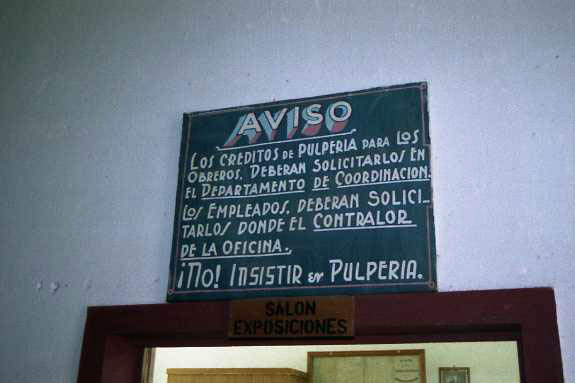 AVISO
LOS CREDITOS DE PULPERIA PARA LOS
OBREROS, DEBERAN SOLICITARLOS EN
EL DEPARTAMENTO DE COORDINACION.
LOS EMPLEADOS, DEBERAN SOLICI-
TARLOS DONDE EL CONTRALOR
DE LA OFICINA.
¡NO! INSISTIR EN PULPERIA.
SALON
EXPOSICIONES